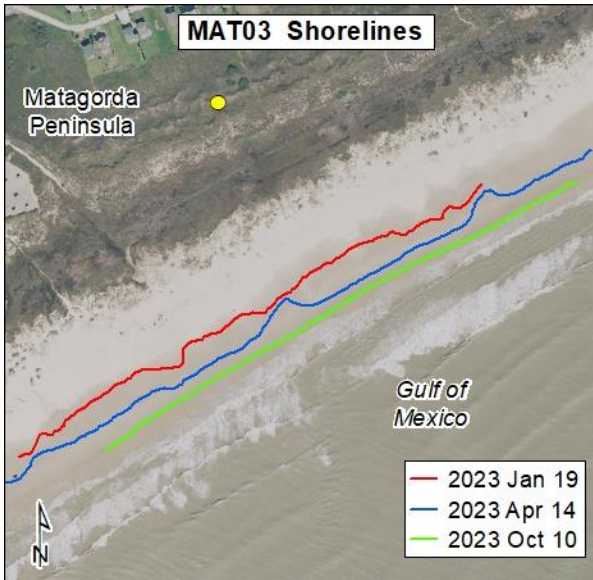 MAT03 Shorelines
Matagorda
Peninsula
Gulf of
Mexico
2023 Jan 19
2023 Apr 14
2023 Oct 10
N